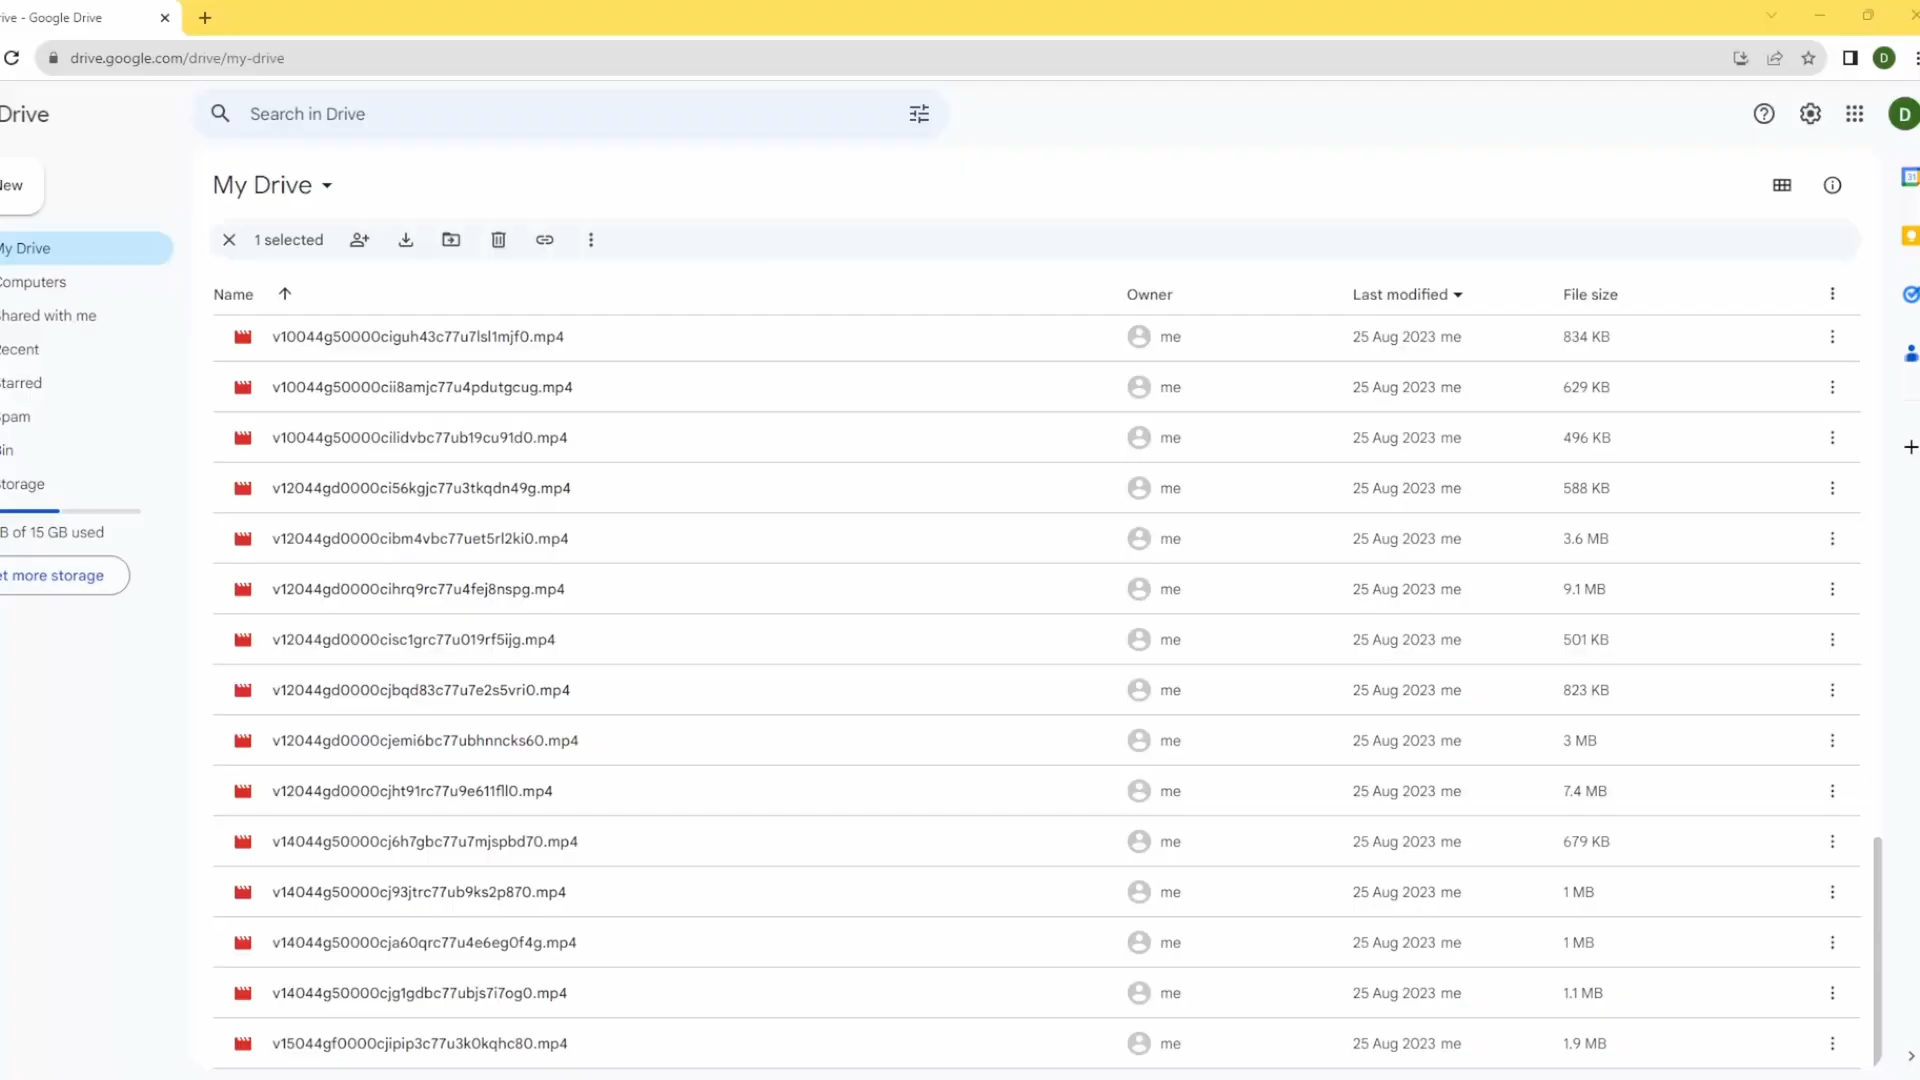 rive - Google Drive
drive.google.com/drive/my-drive
D
Drive
Search in Drive
D
ew
My Drive
31
1 selected
My Drive
Computers
hared with me
ecent
tarred
pam
in
torage
B of 15 GB used
et more storage
Name Owner Last modified File size
v10044g50000ciguh43c77u7lsl1mjf0.mp4 me 25 Aug 2023 me 834 KB
v10044g50000cii8amjc77u4pdutgcug.mp4 me 25 Aug 2023 me 629 KB
v10044g50000cilidvbc77ub19cu91d0.mp4 me 25 Aug 2023 me 496 KB
v12044gd0000ci56kgjc77u3tkqdn49g.mp4 me 25 Aug 2023 me 588 KB
v12044gd0000cibm4vbc77uet5rl2ki0.mp4 me 25 Aug 2023 me 3.6 MB
v12044gd0000cihrq9rc77u4fej8nspg.mp4 me 25 Aug 2023 me 9.1 MB
v12044gd0000cisc1grc77u019rf5ijg.mp4 me 25 Aug 2023 me 501 KB
v12044gd0000cjbqd83c77u7e2s5vri0.mp4 me 25 Aug 2023 me 823 KB
v12044gd0000cjemi6bc77ubhnncks60.mp4 me 25 Aug 2023 me 3 MB
v12044gd0000cjht91rc77u9e611fll0.mp4 me 25 Aug 2023 me 7.4 MB
v14044g50000cj6h7gbc77u7mjspbd70.mp4 me 25 Aug 2023 me 679 KB
v14044g50000cj93jtrc77ub9ks2p870.mp4 me 25 Aug 2023 me 1 MB
v14044g50000cja60qrc77u4e6eg0f4g.mp4 me 25 Aug 2023 me 1 MB
v14044g50000cjg1gdbc77ubjs7i7og0.mp4 me 25 Aug 2023 me 1.1 MB
v15044gf0000cjipip3c77u3k0kqhc80.mp4 me 25 Aug 2023 me 1.9 MB